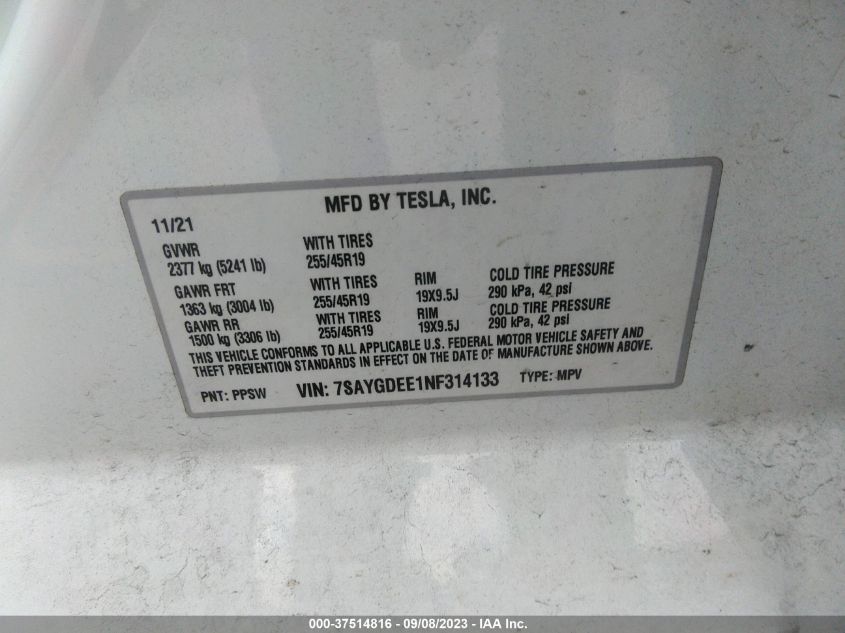 MFD BY TESLA, INC.
11/21
GVWR
2377 kg (5241 lb)
WITH TIRES
255/45R19
GAWR FRT
1363 kg (3004 lb)
WITH TIRES
255/45R19
RIM
19X9.5J
COLD TIRE PRESSURE
290 kPa, 42 psi
GAWR RR
1500 kg (3306 lb)
WITH TIRES
255/45R19
RIM
19X9.5J
COLD TIRE PRESSURE
290 kPa, 42 psi
THIS VEHICLE CONFORMS TO ALL APPLICABLE U.S. FEDERAL MOTOR VEHICLE SAFETY AND
THEFT PREVENTION STANDARDS IN EFFECT ON THE DATE OF MANUFACTURE SHOWN ABOVE.
PNT: PPSW VIN: 7SAYGDEE1NF314133 TYPE: MPV
000-37514816 - 09/08/2023 - IAA Inc.